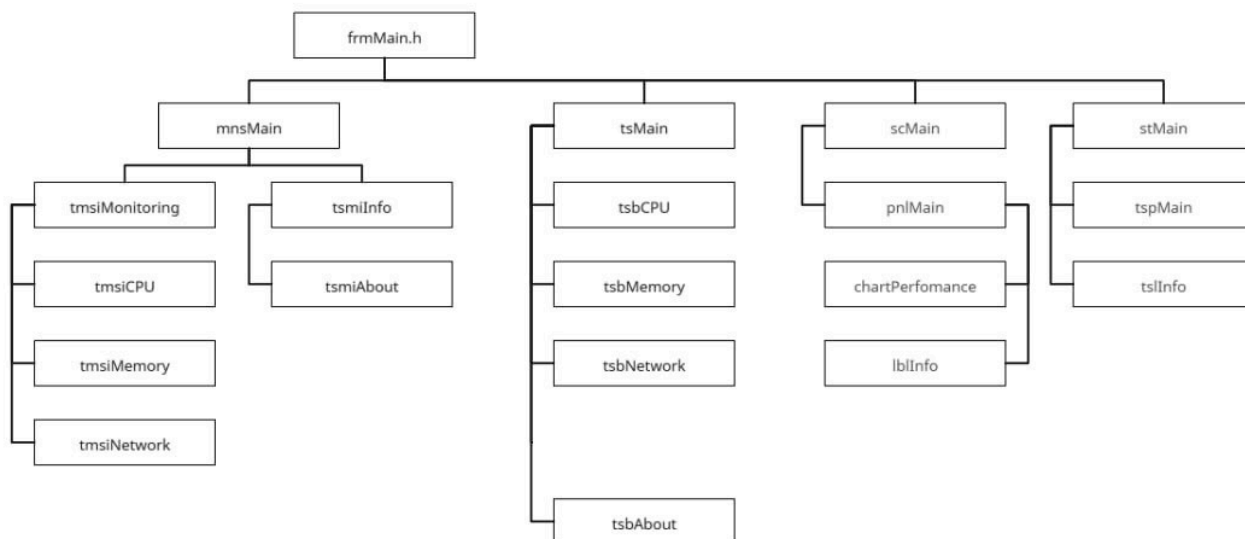 frmMain.h
mnsMain
tsMain
scMain
stMain
tmsiMonitoring
tsmiInfo
tsbCPU
pnlMain
tspMain
tmsiCPU
tsmiAbout
tsbMemory
chartPerfomance
tslInfo
tmsiMemory
tsbNetwork
lblInfo
tmsiNetwork
tsbAbout